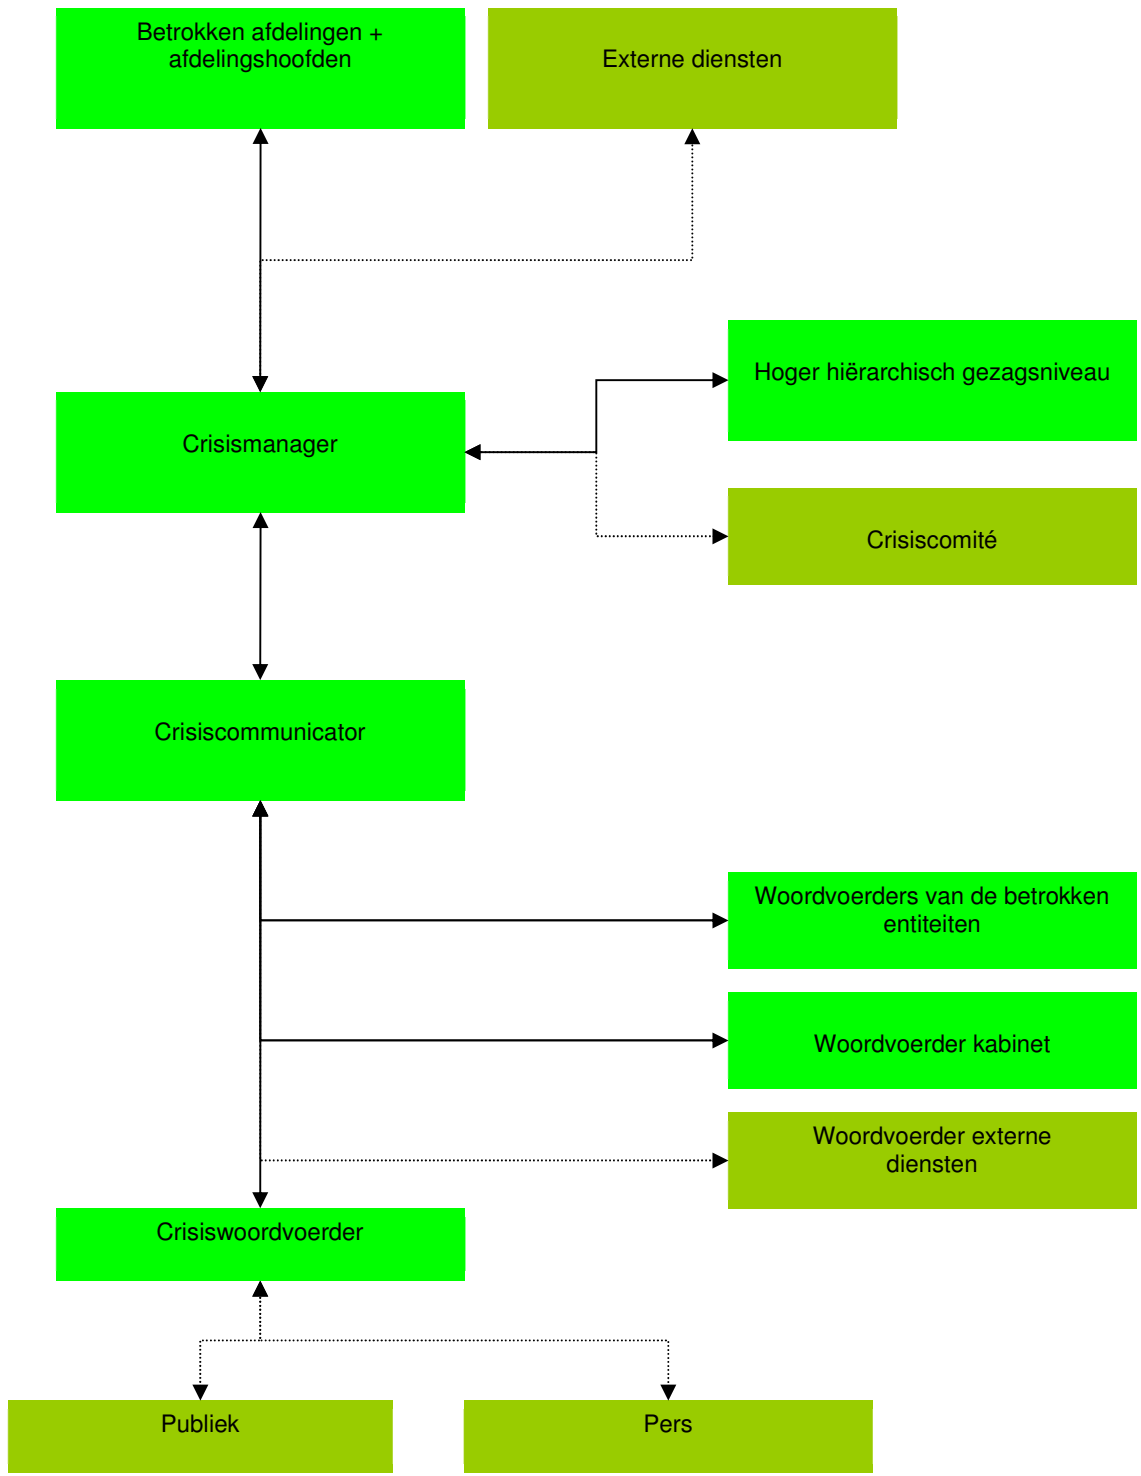 Betrokken afdelingen +
afdelingshoofden
Externe diensten
Hoger hiërarchisch gezagsniveau
Crisismanager
Crisiscomité
Crisiscommunicator
Woordvoerders van de betrokken
entiteiten
Woordvoerder kabinet
Woordvoerder externe
diensten
Crisiswoordvoerder
Publiek
Pers